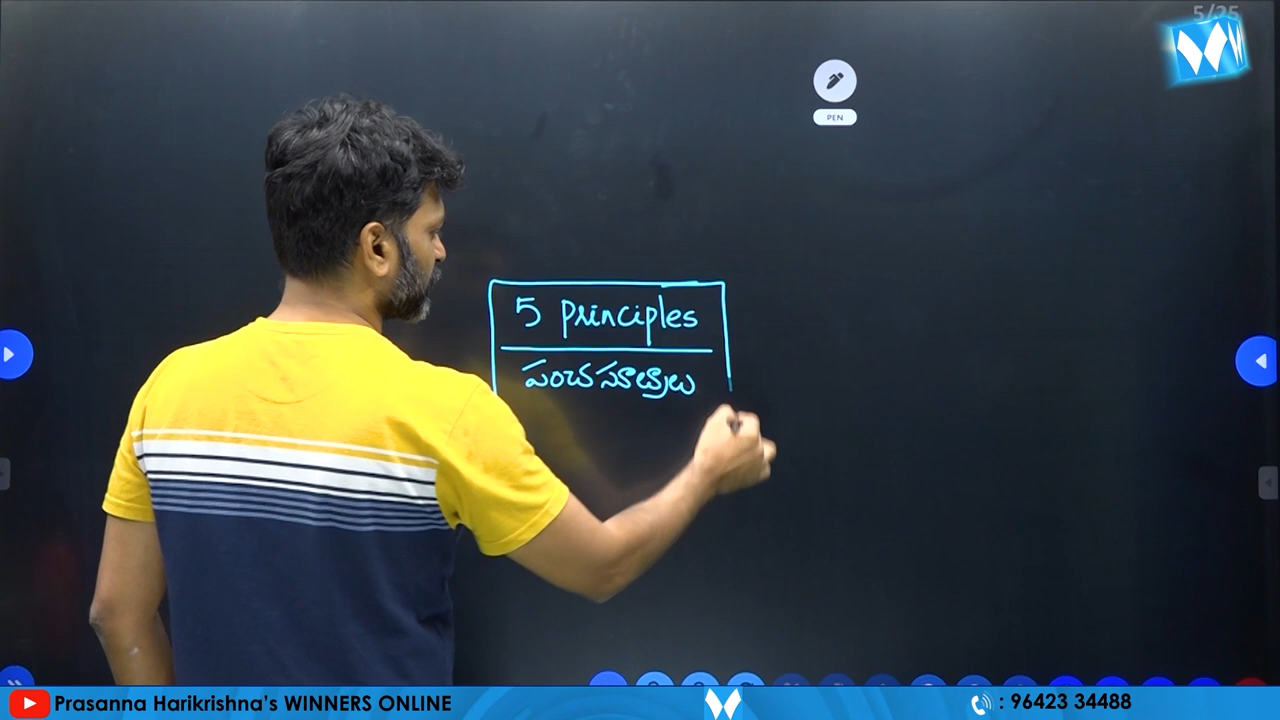 5/25
PEN
5 principles
పంచ సూత్రాలు
Prasanna Harikrishna's WINNERS ONLINE
: 96423 34488